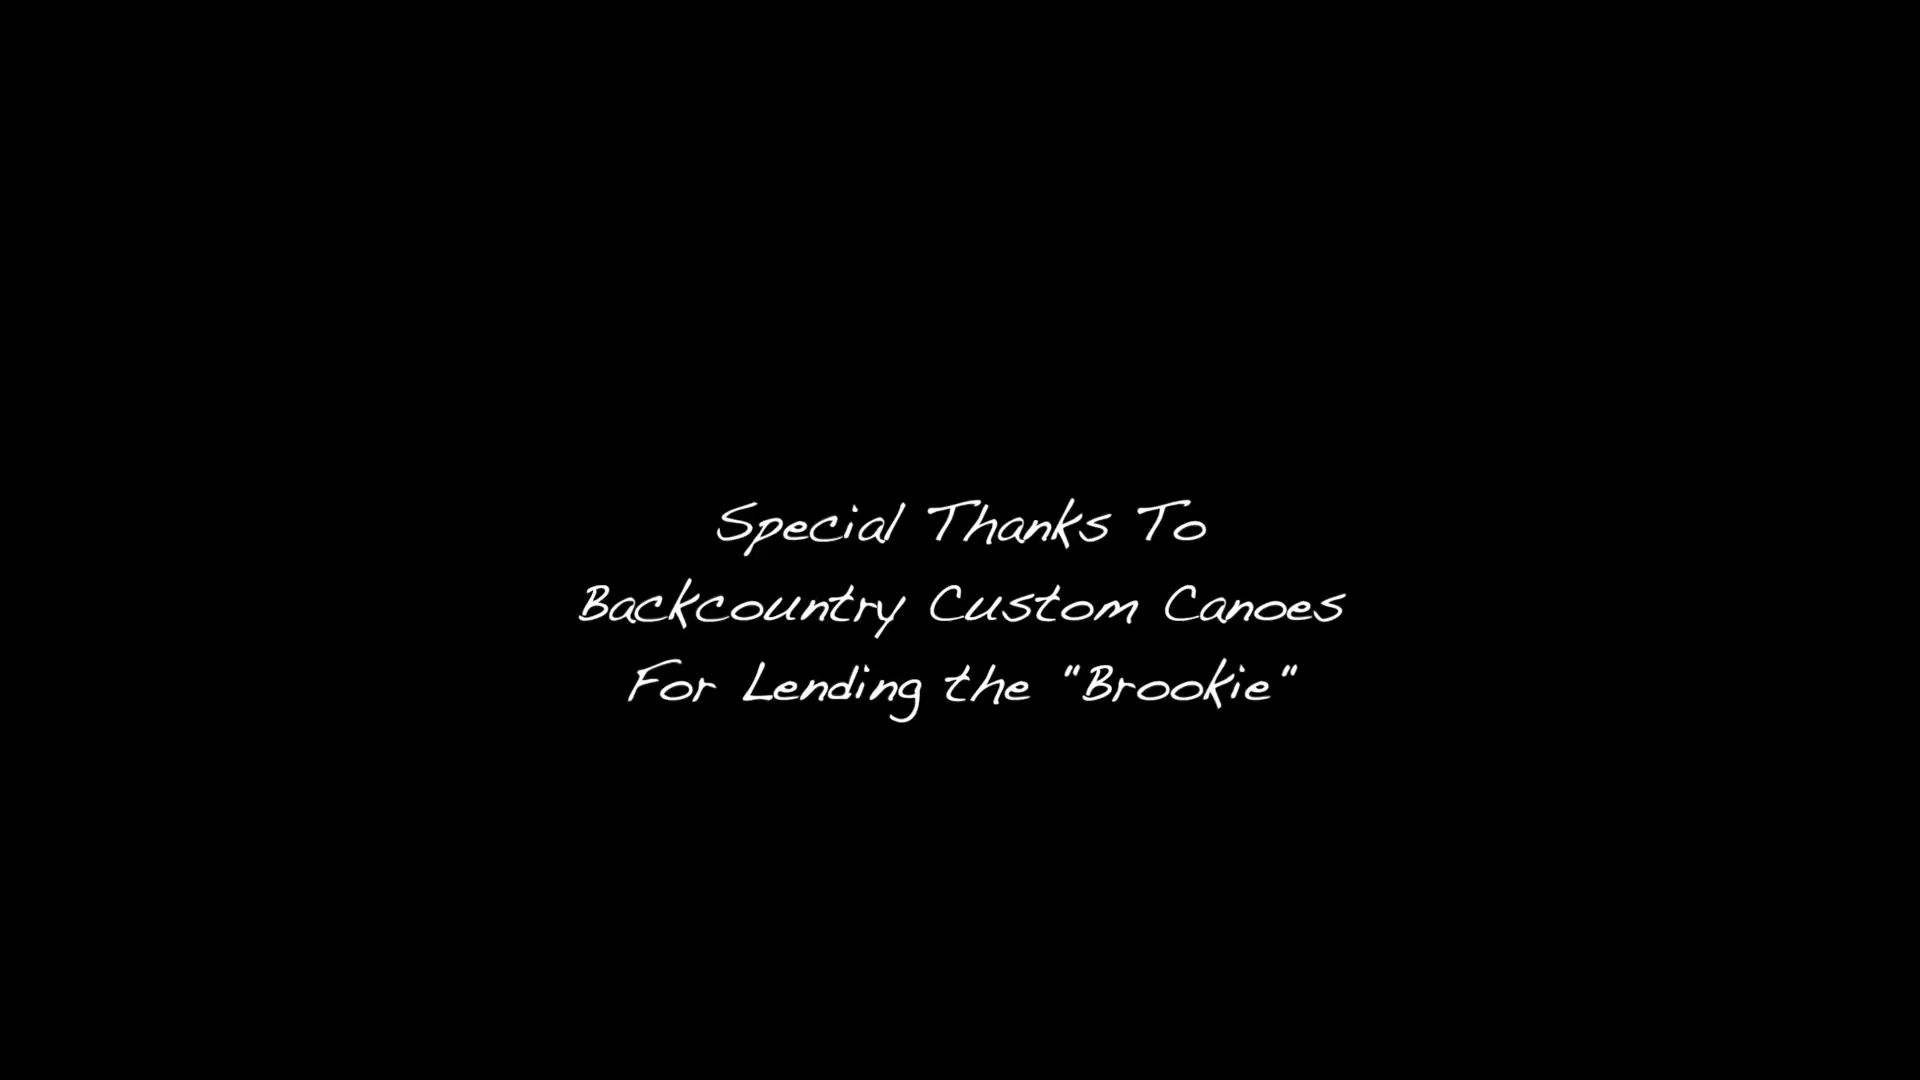 Special Thanks To
Backcountry Custom Canoes
For Lending the "Brookie"